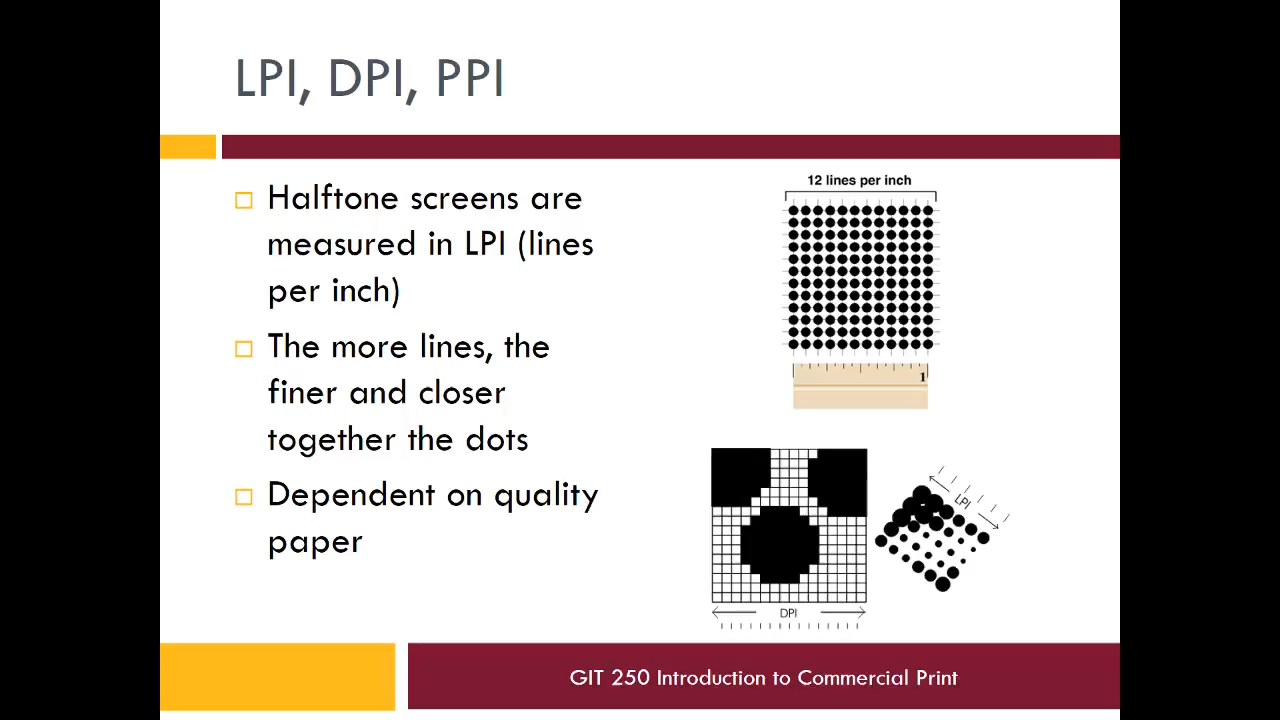 LPI, DPI, PPI
Halftone screens are
measured in LPI (lines
per inch)
The more lines, the
finer and closer
together the dots
Dependent on quality
paper
12 lines per inch
1
LPI
DPI
GIT 250 Introduction to Commercial Print